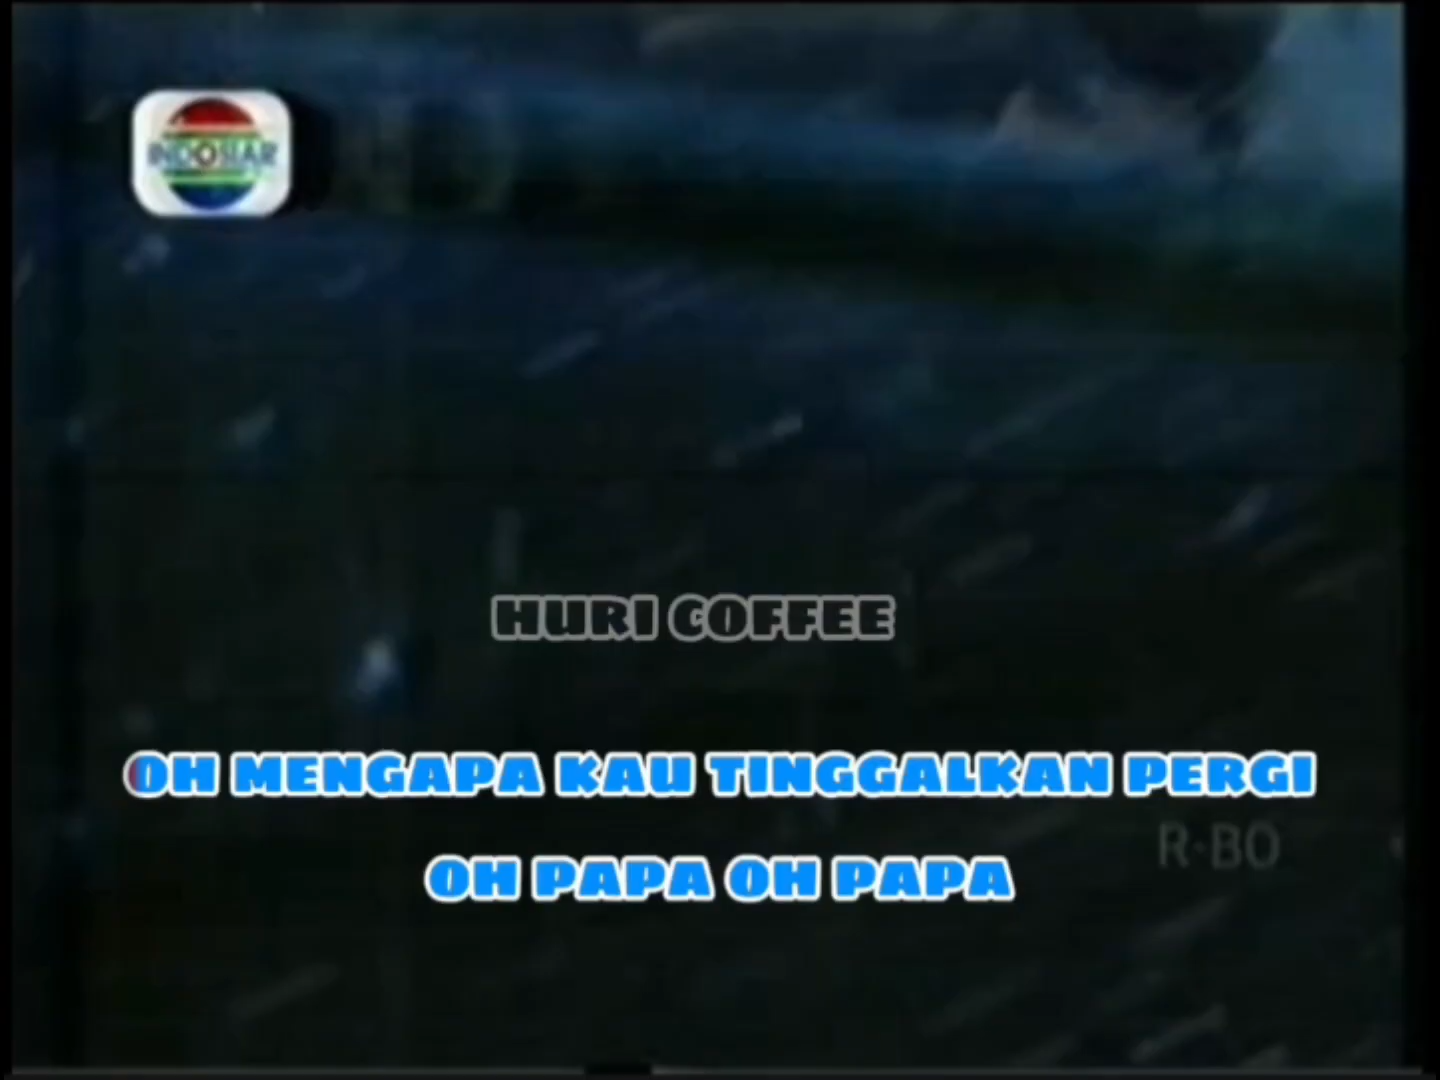 INDOSIAR
HURI COFFEE
OH MENGAPA KAU TINGGALKAN PERGI
R-BO
OH PAPA OH PAPA